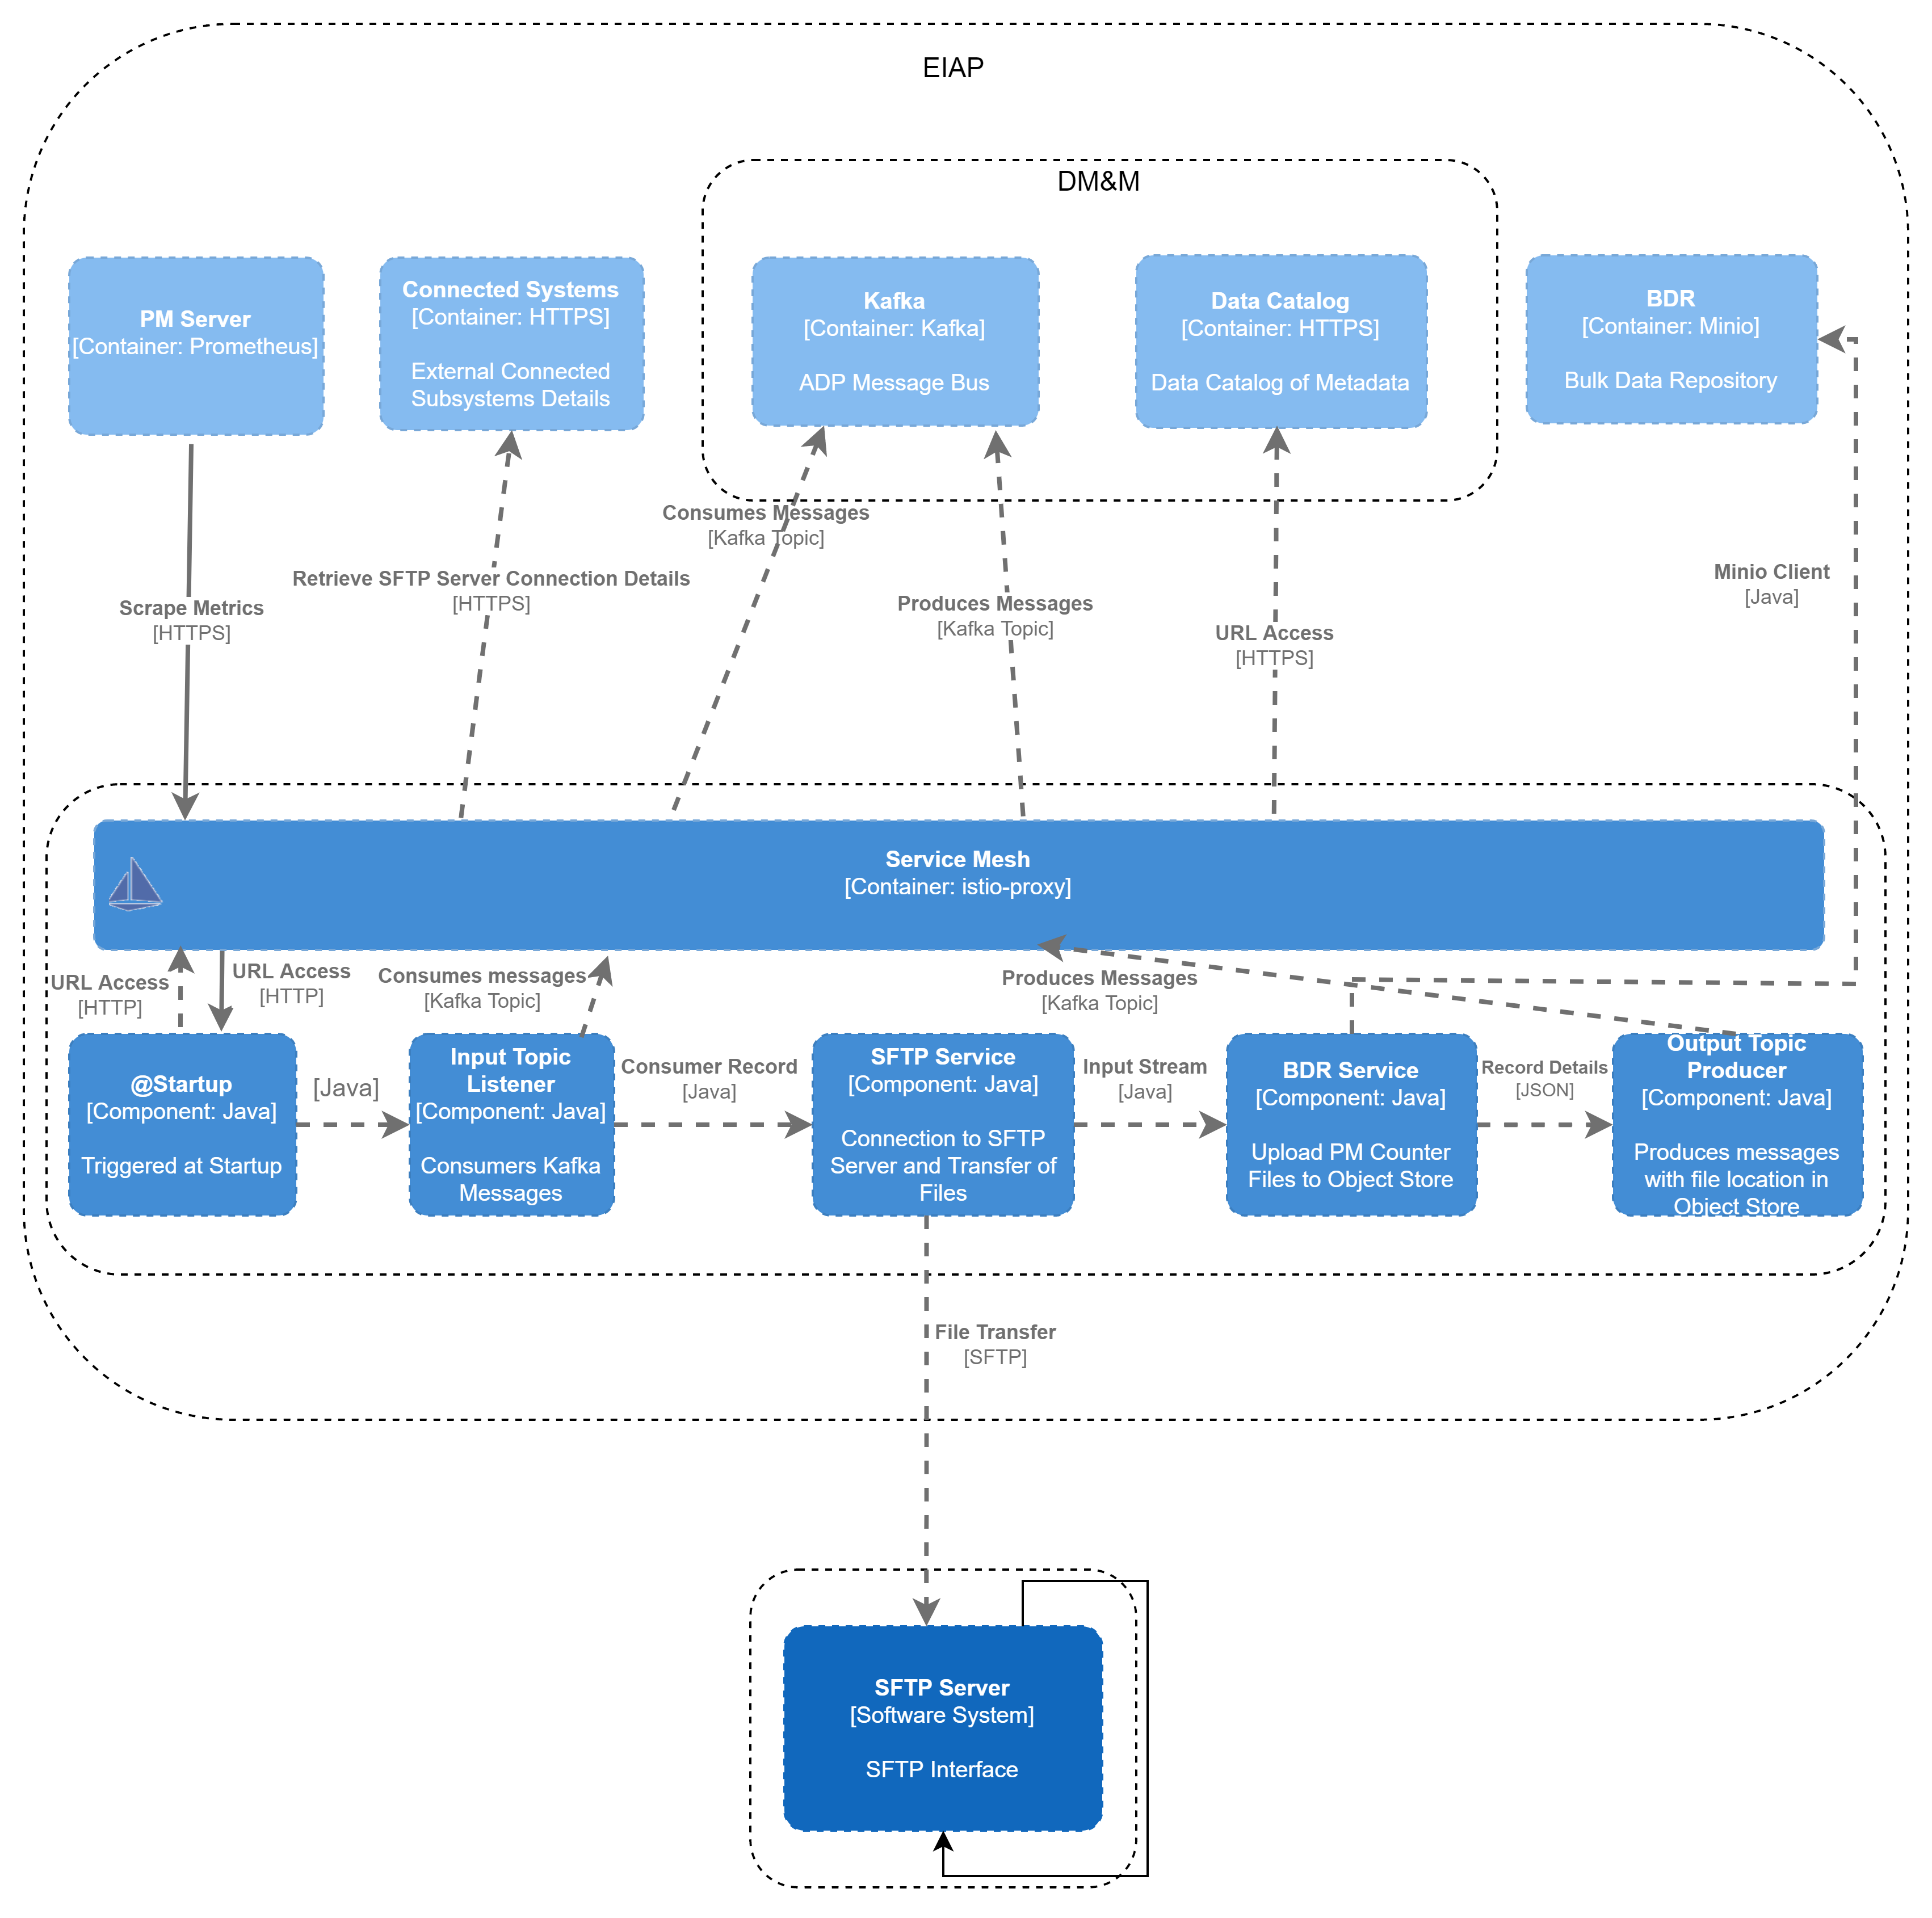 EIAP
DM&M
PM Server
[Container: Prometheus]
Connected Systems
[Container: HTTPS]
External Connected
Subsystems Details
Kafka
[Container: Kafka]
ADP Message Bus
Data Catalog
[Container: HTTPS]
Data Catalog of Metadata
BDR
[Container: Minio]
Bulk Data Repository
Consumes Messages
[Kafka Topic]
Retrieve SFTP Server Connection Details
[HTTPS]
Scrape Metrics
[HTTPS]
Produces Messages
[Kafka Topic]
URL Access
[HTTPS]
Minio Client
[Java]
Service Mesh
[Container: istio-proxy]
URL Access
[HTTP]
URL Access
[HTTP]
Consumes messages
[Kafka Topic]
Produces Messages
[Kafka Topic]
@Startup
[Component: Java]
Triggered at Startup
[Java]
Input Topic
Listener
[Component: Java]
Consumers Kafka
Messages
Consumer Record
[Java]
SFTP Service
[Component: Java]
Connection to SFTP
Server and Transfer of
Files
Input Stream
[Java]
BDR Service
[Component: Java]
Upload PM Counter
Files to Object Store
Record Details
[JSON]
Output Topic
Producer
[Component: Java]
Produces messages
with file location in
Object Store
File Transfer
[SFTP]
SFTP Server
[Software System]
SFTP Interface